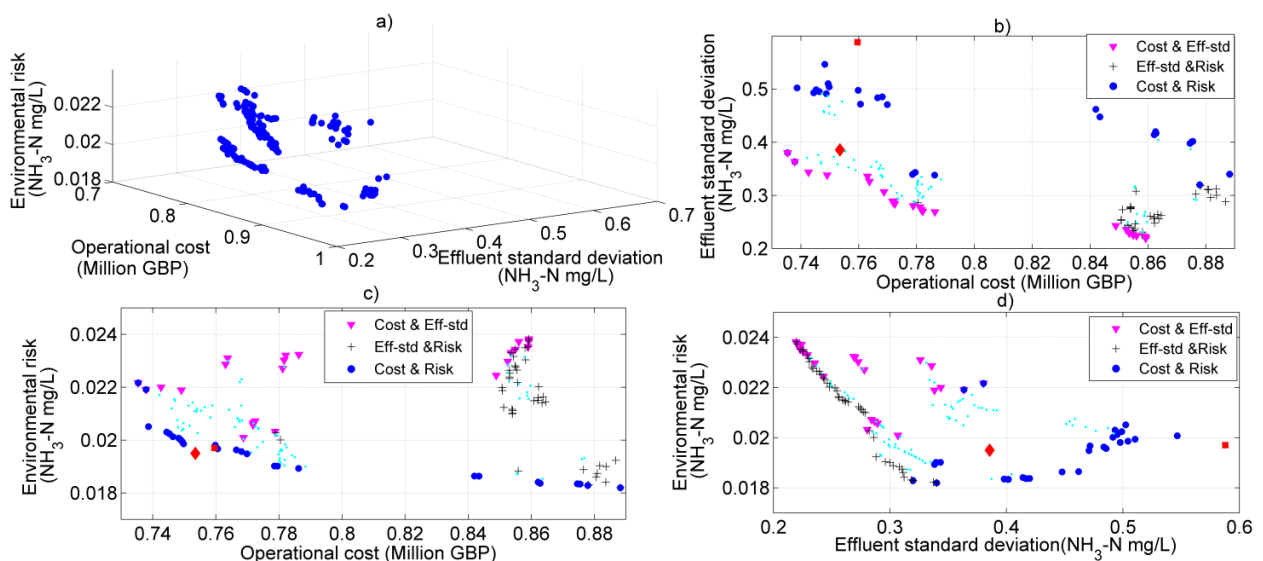 a)
Environmental risk
(NH3-N mg/L)
0.022
0.02
0.018
0.7
0.8
0.9
1
Operational cost
(Million GBP)
0.2
0.3
0.4
0.5
0.6
0.7
Effluent standard deviation
(NH3-N mg/L)
b)
Effluent standard deviation
(NH3-N mg/L)
0.5
0.4
0.3
0.2
Cost & Eff-std
Eff-std &Risk
Cost & Risk
0.74 0.76 0.78 0.8 0.82 0.84 0.86 0.88
Operational cost (Million GBP)
c)
Environmental risk
(NH3-N mg/L)
0.024
0.022
0.02
0.018
Cost & Eff-std
Eff-std &Risk
Cost & Risk
0.74 0.76 0.78 0.8 0.82 0.84 0.86 0.88
Operational cost (Million GBP)
d)
Environmental risk
(NH3-N mg/L)
0.024
0.022
0.02
0.018
Cost & Eff-std
Eff-std &Risk
Cost & Risk
0.2 0.3 0.4 0.5 0.6
Effluent standard deviation(NH3-N mg/L)